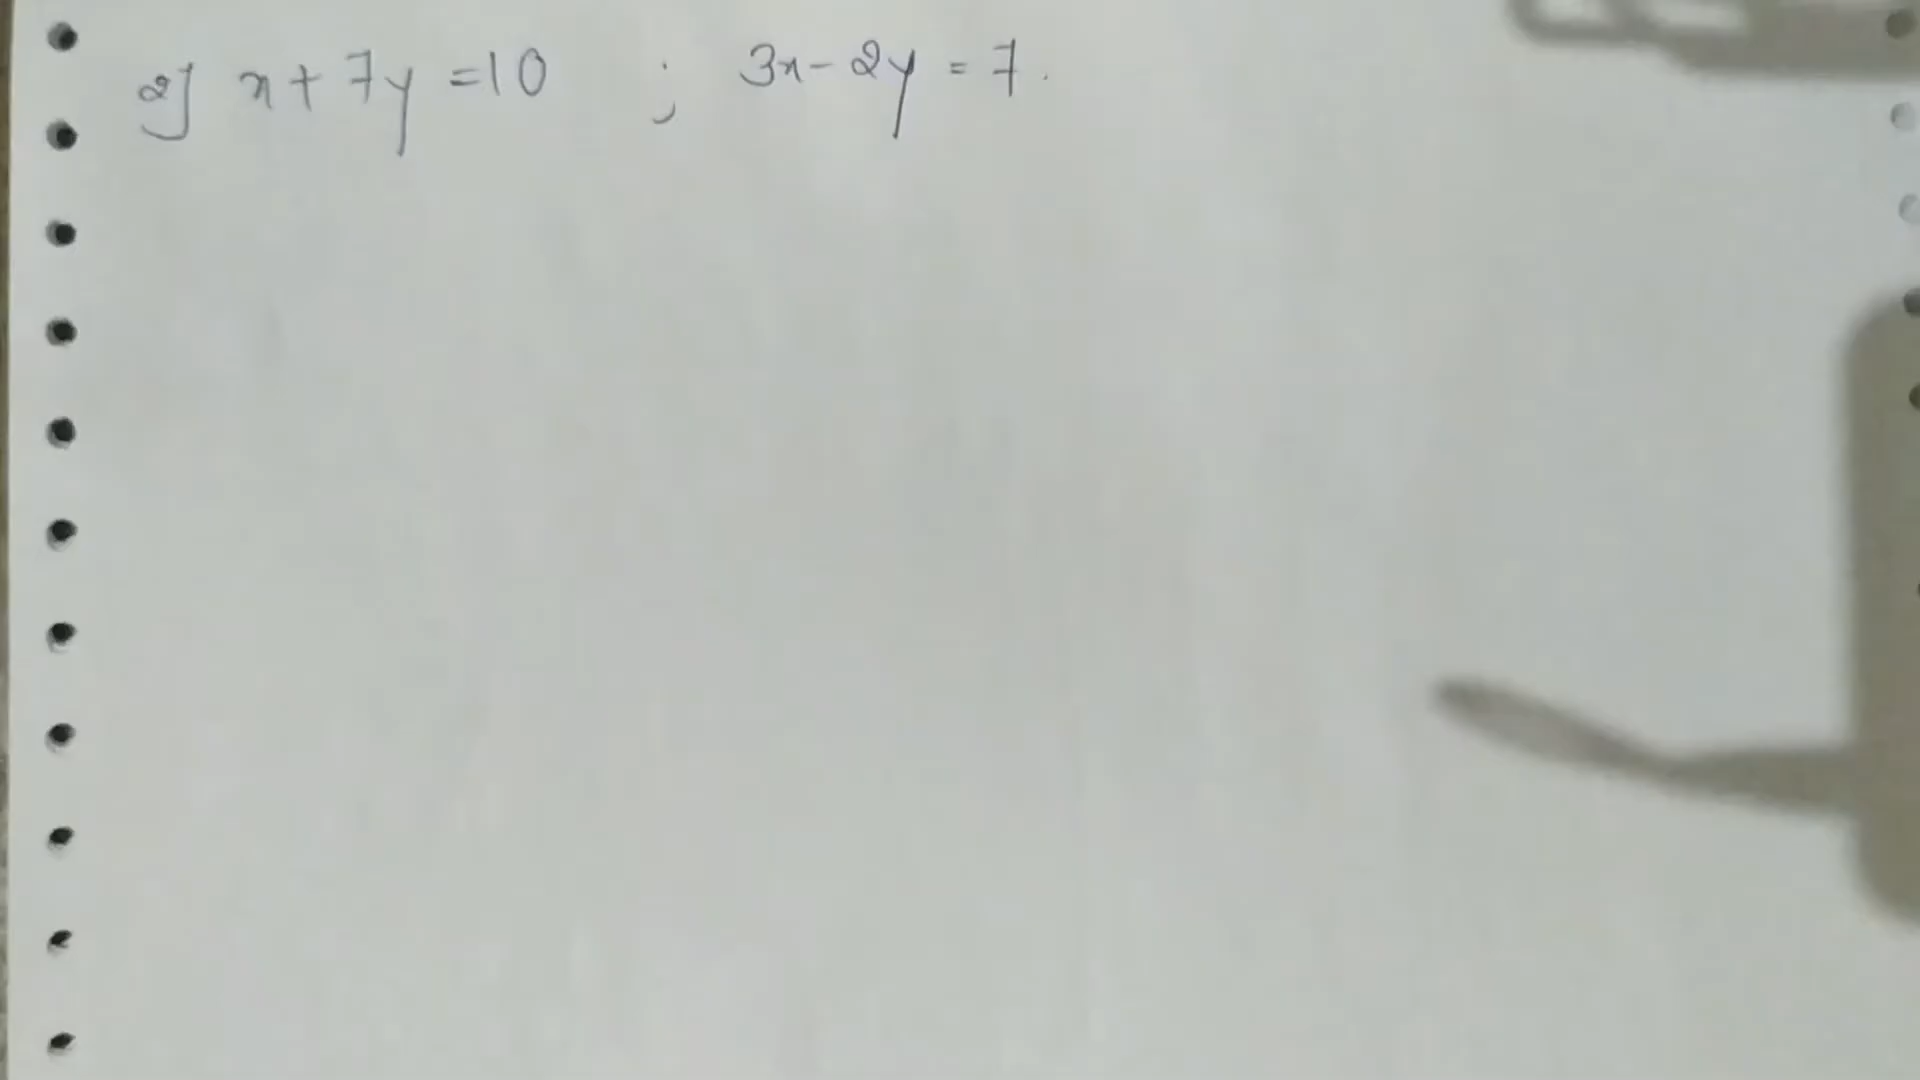 2] x + 7y = 10 ; 3x - 2y = 7.